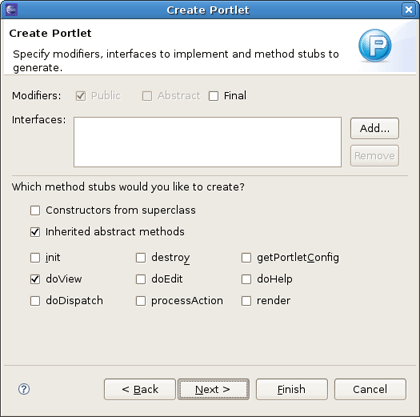 Create Portlet
Create Portlet
Specify modifiers, interfaces to implement and method stubs to
generate.
P
Modifiers: Public Abstract Final
Interfaces:
Add...
Remove
Which method stubs would you like to create?
Constructors from superclass
Inherited abstract methods
init destroy getPortletConfig
doView doEdit doHelp
doDispatch processAction render
? < Back Next > Finish Cancel